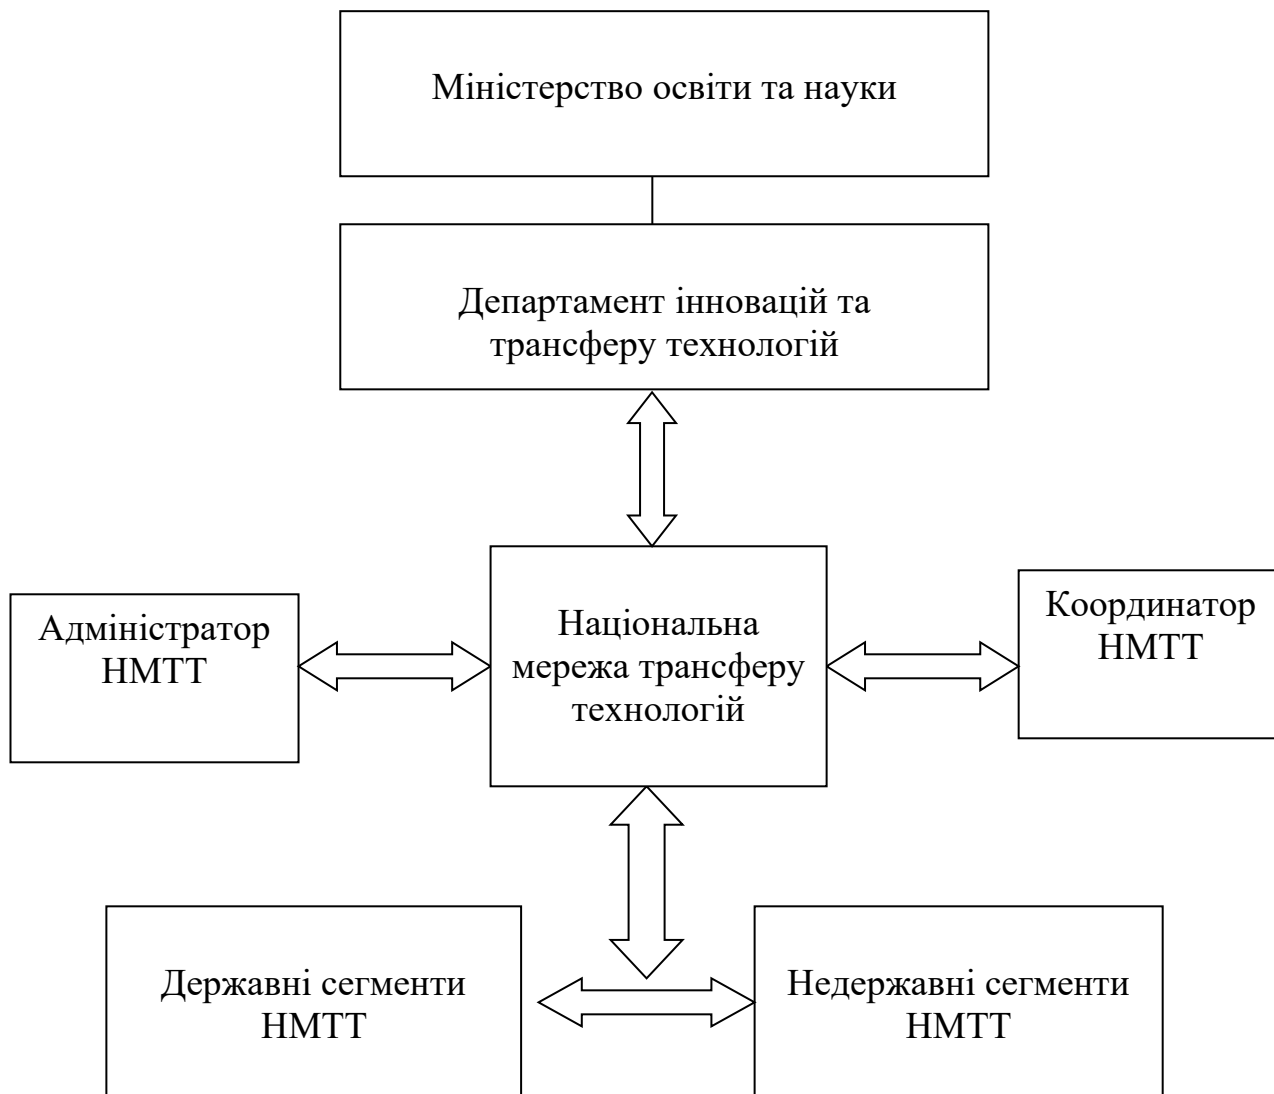 Міністерство освіти та науки
Департамент інновацій та
трансферу технологій
Адміністратор
НМТТ
Національна
мережа трансферу
технологій
Координатор
НМТТ
Державні сегменти
НМТТ
Недержавні сегменти
НМТТ